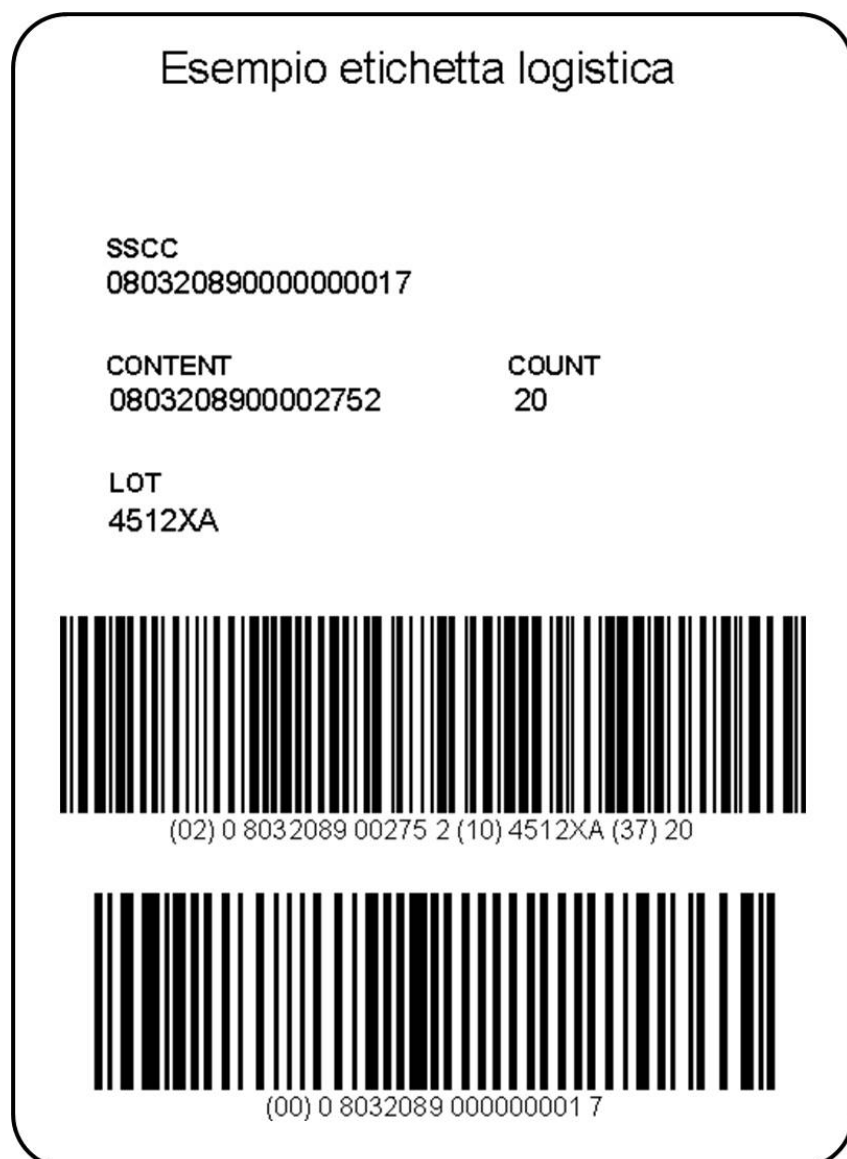 Esempio etichetta logistica
SSCC
080320890000000017
CONTENT COUNT
0803208900002752 20
LOT
4512XA
(02) 0 8032089 00275 2 (10) 4512XA (37) 20
(00) 0 8032089 000000001 7